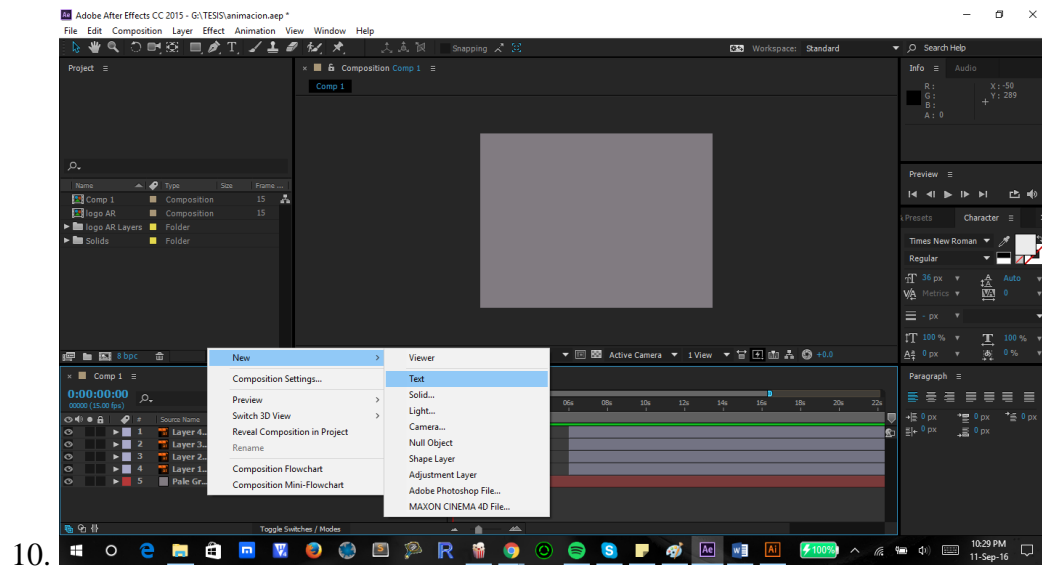 Adobe After Effects CC 2015 - G:\TESIS\animacion.aep *
File Edit Composition Layer Effect Animation View Window Help
Snapping Workspace: Standard Search Help
Project Composition Comp 1 Info Audio
Comp 1
R: X: -50
G: Y: 289
B:
A: 0
Preview
Name Type Size Frame ...
Comp 1 Composition 15
logo AR Composition 15
logo AR Layers Folder
Solids Folder
Presets Character
Times New Roman
Regular
36 px Auto
Metrics 0
- px
100 % 100 %
0 px 0 %
8 bpc
Active Camera 1 View +0.0
New Viewer
Composition Settings... Text
Preview Solid...
Switch 3D View Light...
Reveal Composition in Project Camera...
Rename Null Object
Composition Flowchart Shape Layer
Composition Mini-Flowchart Adjustment Layer
Adobe Photoshop File...
MAXON CINEMA 4D File...
Comp 1
0:00:00:00
00000 (15.00 fps)
06s 08s 10s 12s 14s 16s 18s 20s 22s
# Source Name
1 Layer 4...
2 Layer 3...
3 Layer 2...
4 Layer 1...
5 Pale Gr...
Paragraph
0 px 0 px 0 px
0 px 0 px
Toggle Switches / Modes
10.
100%
10:29 PM
11-Sep-16